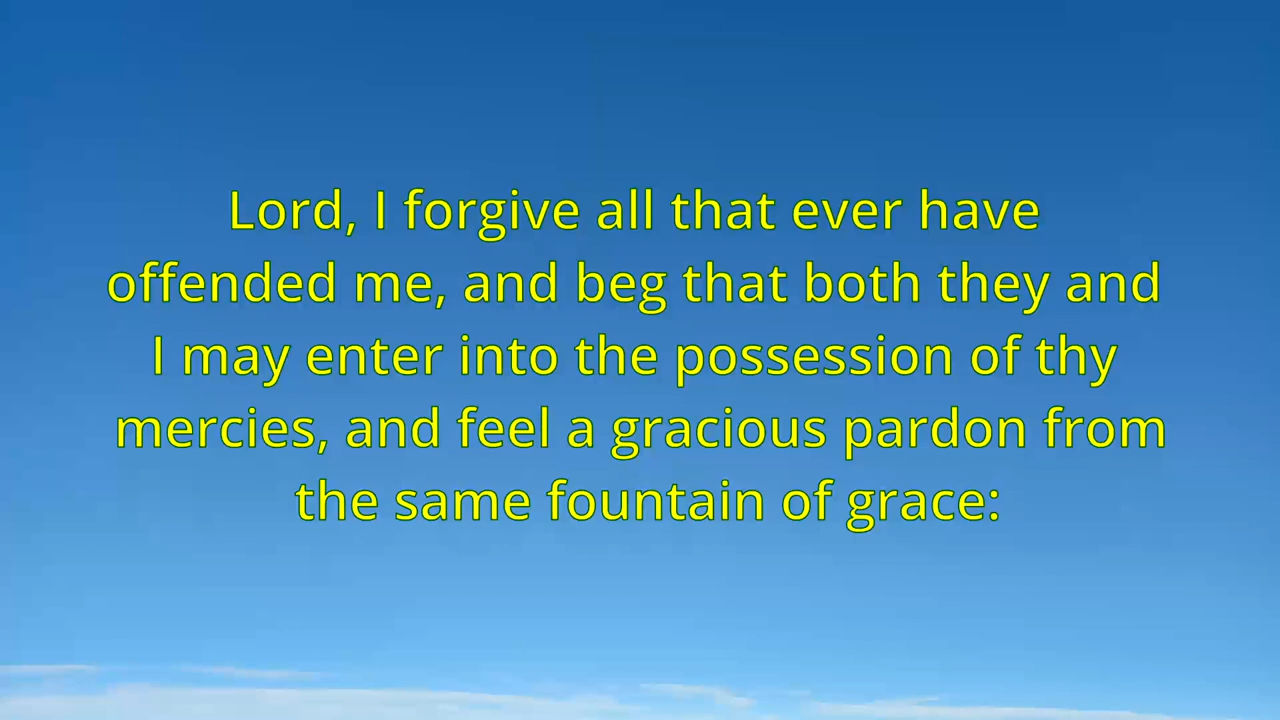 Lord, I forgive all that ever have
offended me, and beg that both they and
I may enter into the possession of thy
mercies, and feel a gracious pardon from
the same fountain of grace: